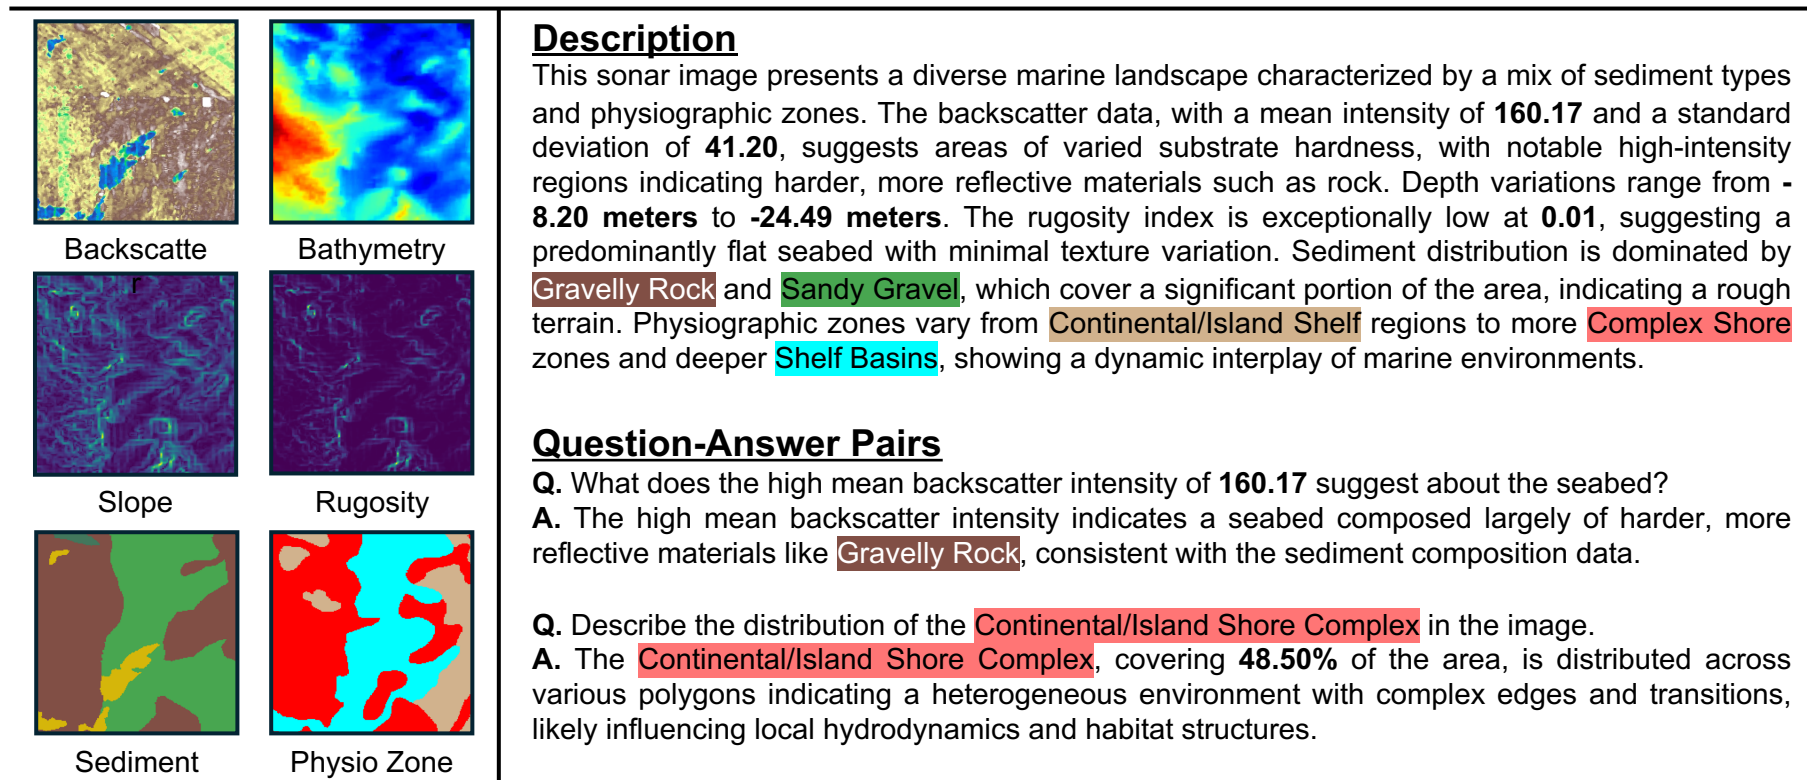 Backscatte
r
Bathymetry
Slope
Rugosity
Sediment
Physio Zone
Description
This sonar image presents a diverse marine landscape characterized by a mix of sediment types
and physiographic zones. The backscatter data, with a mean intensity of 160.17 and a standard
deviation of 41.20, suggests areas of varied substrate hardness, with notable high-intensity
regions indicating harder, more reflective materials such as rock. Depth variations range from -
8.20 meters to -24.49 meters. The rugosity index is exceptionally low at 0.01, suggesting a
predominantly flat seabed with minimal texture variation. Sediment distribution is dominated by
Gravelly Rock and Sandy Gravel, which cover a significant portion of the area, indicating a rough
terrain. Physiographic zones vary from Continental/Island Shelf regions to more Complex Shore
zones and deeper Shelf Basins, showing a dynamic interplay of marine environments.
Question-Answer Pairs
Q. What does the high mean backscatter intensity of 160.17 suggest about the seabed?
A. The high mean backscatter intensity indicates a seabed composed largely of harder, more
reflective materials like Gravelly Rock, consistent with the sediment composition data.
Q. Describe the distribution of the Continental/Island Shore Complex in the image.
A. The Continental/Island Shore Complex, covering 48.50% of the area, is distributed across
various polygons indicating a heterogeneous environment with complex edges and transitions,
likely influencing local hydrodynamics and habitat structures.